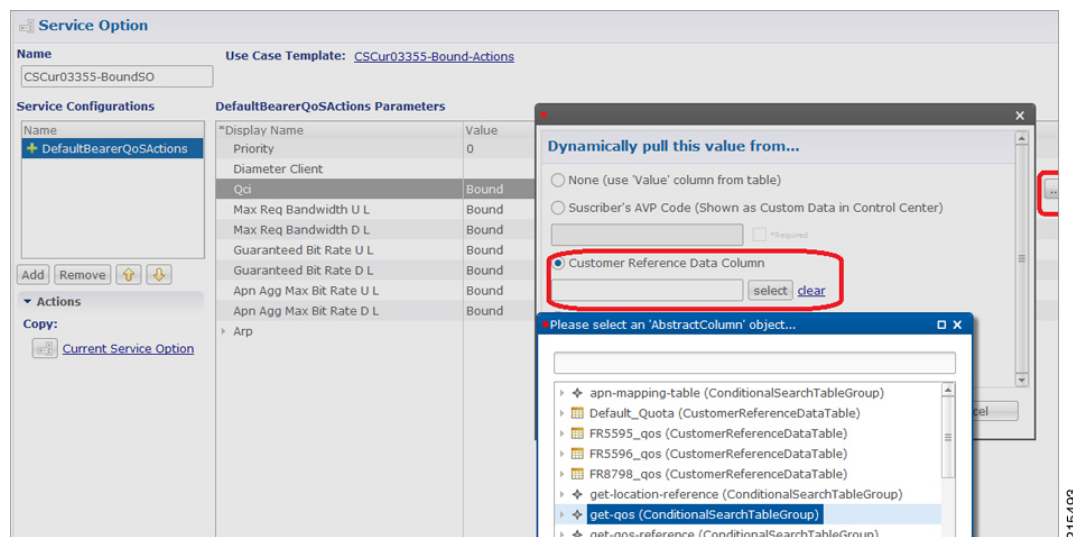 Service Option
Name
Use Case Template: CSCur03355-Bound-Actions
CSCur03355-BoundSO
Service Configurations
DefaultBearerQoSActions Parameters
Name
DefaultBearerQoSActions
Add Remove
Actions
Copy:
Current Service Option
*Display Name Value
Priority 0
Diameter Client
Qci Bound
Max Req Bandwidth U L Bound
Max Req Bandwidth D L Bound
Guaranteed Bit Rate U L Bound
Guaranteed Bit Rate D L Bound
Apn Agg Max Bit Rate U L Bound
Apn Agg Max Bit Rate D L Bound
Arp
x
Dynamically pull this value from...
None (use 'Value' column from table)
Suscriber's AVP Code (Shown as Custom Data in Control Center)
*Required
Customer Reference Data Column
select clear
...
Please select an 'AbstractColumn' object...
apn-mapping-table (ConditionalSearchTableGroup)
Default_Quota (CustomerReferenceDataTable)
FR5595_qos (CustomerReferenceDataTable)
FR5596_qos (CustomerReferenceDataTable)
FR8798_qos (CustomerReferenceDataTable)
get-location-reference (ConditionalSearchTableGroup)
get-qos (ConditionalSearchTableGroup)
get-qos-reference (ConditionalSearchTableGroup)
cel